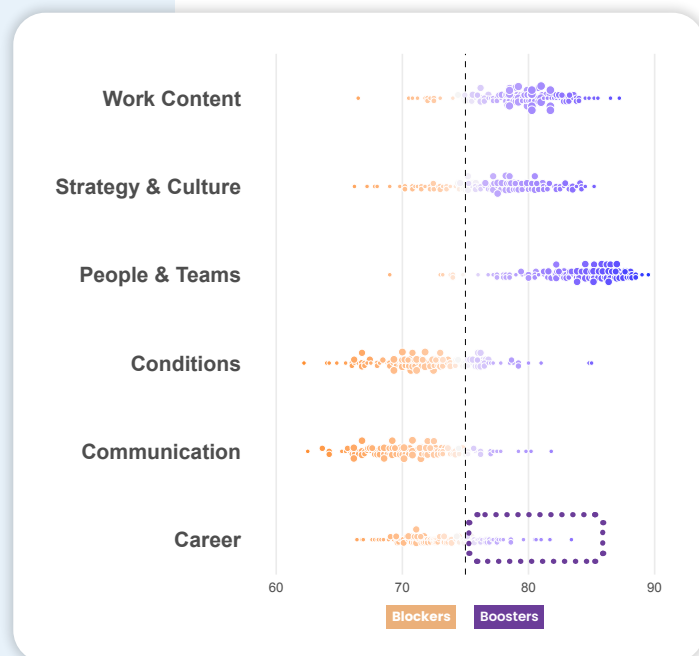 Work Content
Strategy & Culture
People & Teams
Conditions
Communication
Career
60 70 80 90
Blockers Boosters